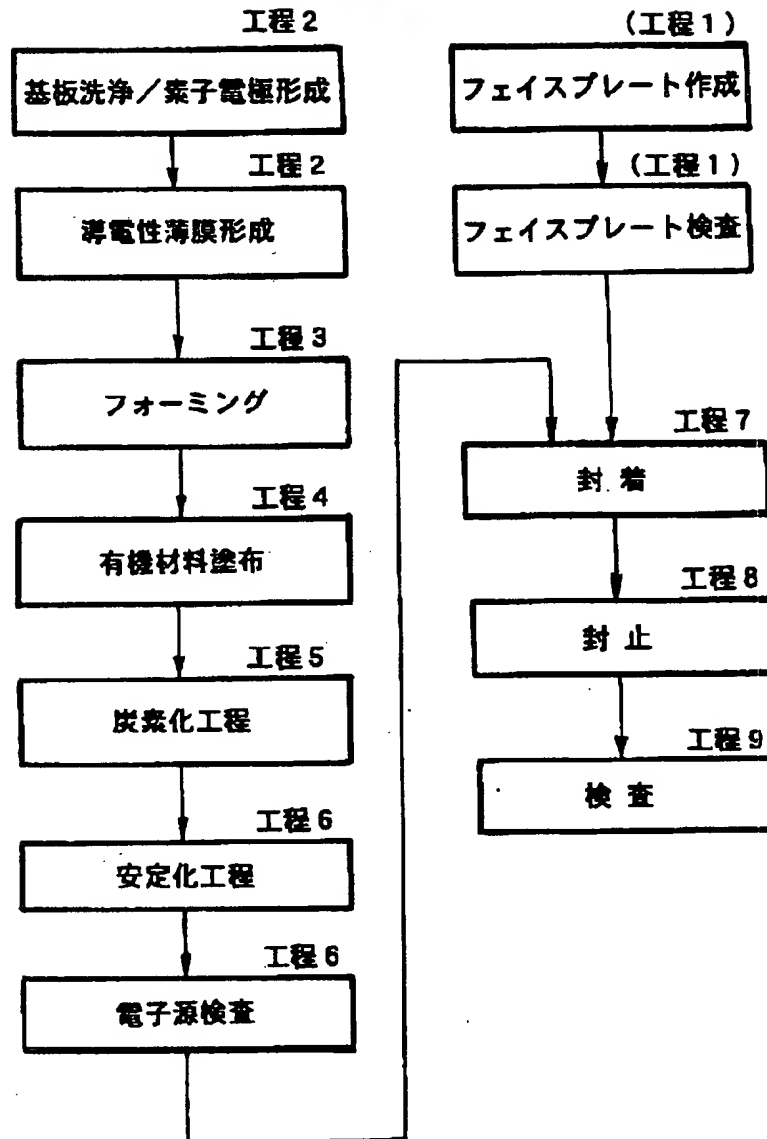 工程2
基板洗浄/素子電極形成
工程2
導電性薄膜形成
工程3
フォーミング
工程4
有機材料塗布
工程5
炭素化工程
工程6
安定化工程
工程6
電子源検査
(工程1)
フェイスプレート作成
(工程1)
フェイスプレート検査
工程7
封着
工程8
封止
工程9
検査